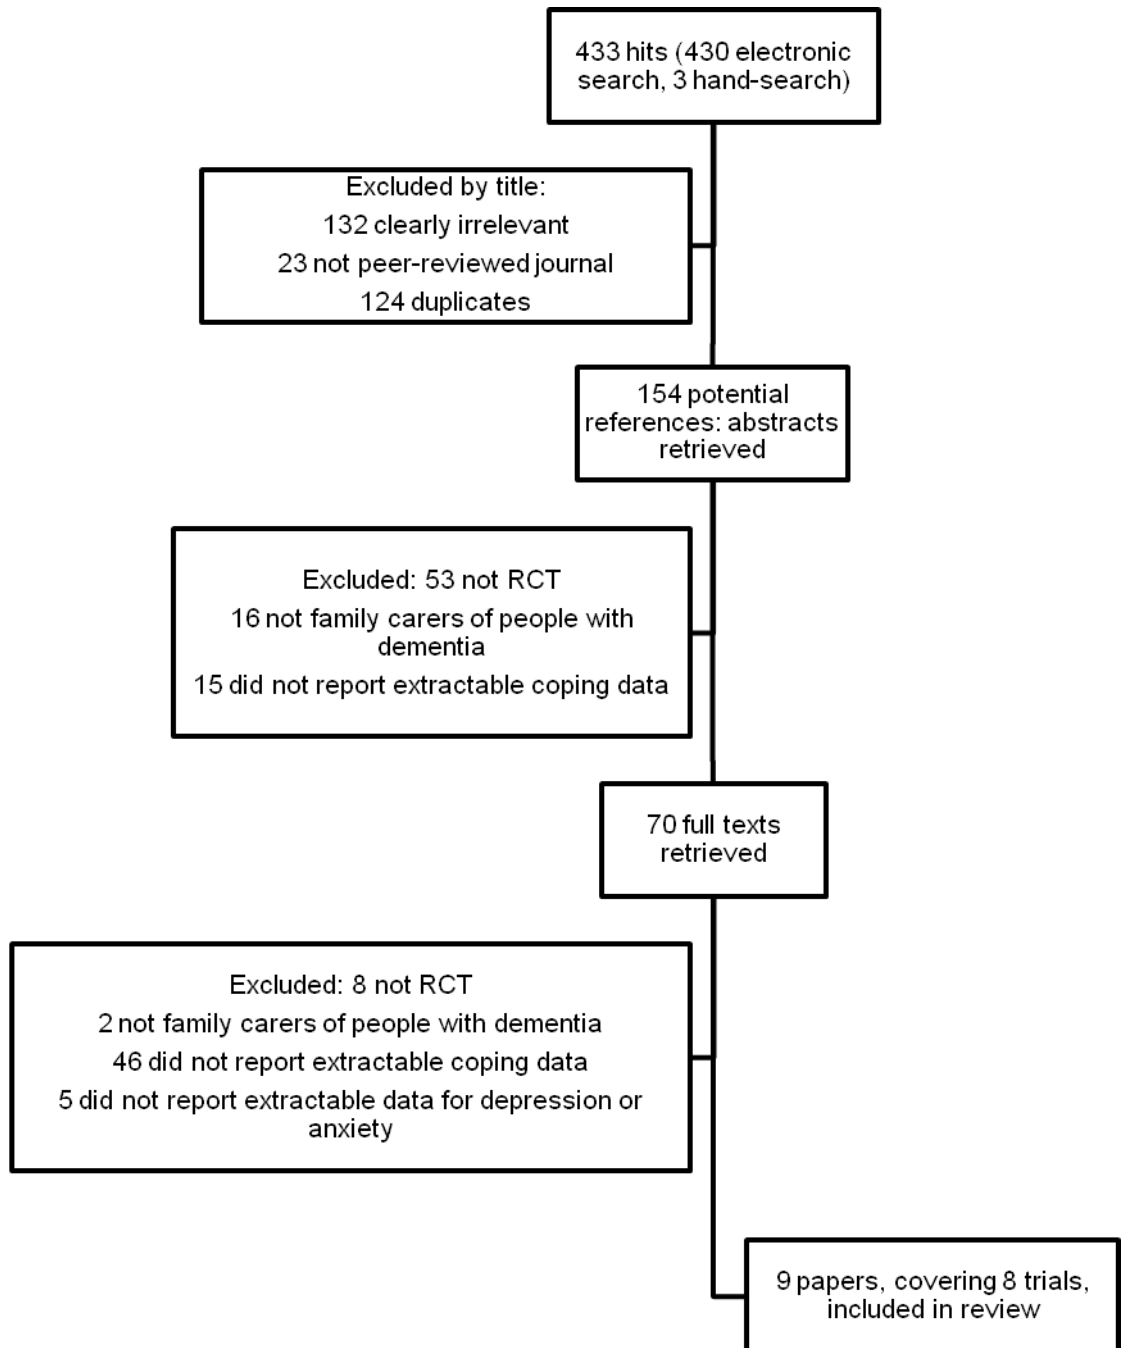 433 hits (430 electronic
search, 3 hand-search)
Excluded by title:
132 clearly irrelevant
23 not peer-reviewed journal
124 duplicates
154 potential
references: abstracts
retrieved
Excluded: 53 not RCT
16 not family carers of people with
dementia
15 did not report extractable coping data
70 full texts
retrieved
Excluded: 8 not RCT
2 not family carers of people with dementia
46 did not report extractable coping data
5 did not report extractable data for depression or
anxiety
9 papers, covering 8 trials,
included in review